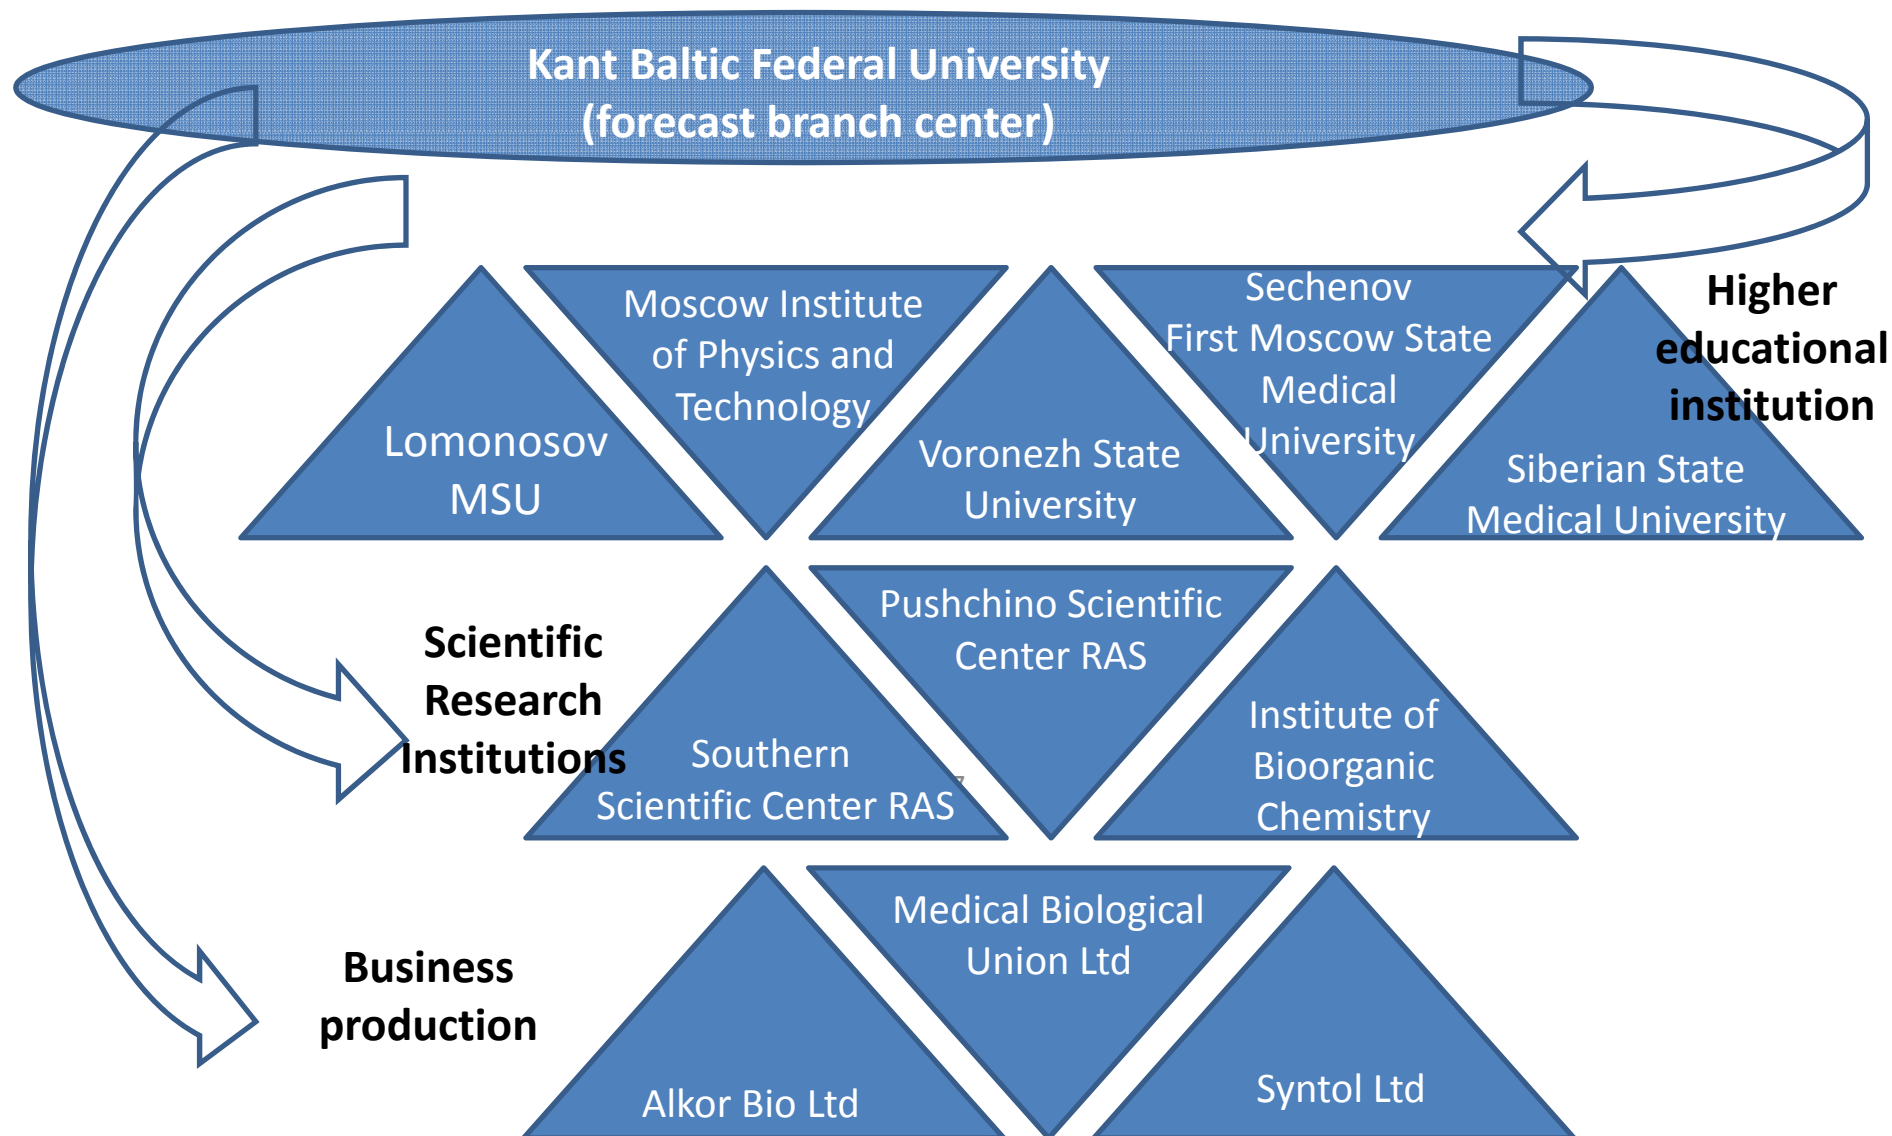 Kant Baltic Federal University
(forecast branch center)
Lomonosov
MSU
Moscow Institute
of Physics and
Technology
Voronezh State
University
Sechenov
First Moscow State
Medical
University
Siberian State
Medical University
Higher
educational
institution
Scientific
Research
Institutions
Southern
Scientific Center RAS
Pushchino Scientific
Center RAS
7
Institute of
Bioorganic
Chemistry
Business
production
Alkor Bio Ltd
Medical Biological
Union Ltd
Syntol Ltd